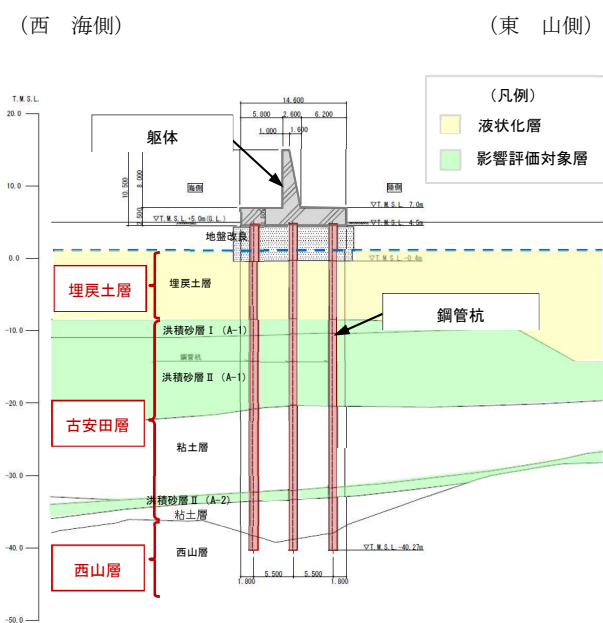 （西　海側）
（東　山側）
（凡例）
液状化層
影響評価対象層
T.M.S.L.
20.0
10.0
0.0
-10.0
-20.0
-30.0
-40.0
-50.0
14.600
5.800 2.600 6.200
1.000 1.600
躯体
10.500
8.000
2.500
海側
陸側
▽T.M.S.L. 7.0m
▽T.M.S.L.+5.0m(G.L.)
▽T.M.S.L. 4.5m
地盤改良
▽T.M.S.L.-0.4m
埋戻土層
埋戻土層
鋼管杭
洪積砂層Ⅰ（A-1）
鋼管杭
洪積砂層Ⅱ（A-1）
古安田層
粘土層
洪積砂層Ⅱ（A-2）
粘土層
西山層
西山層
▽T.M.S.L.-40.27m
1.800 5.500 5.500 1.800